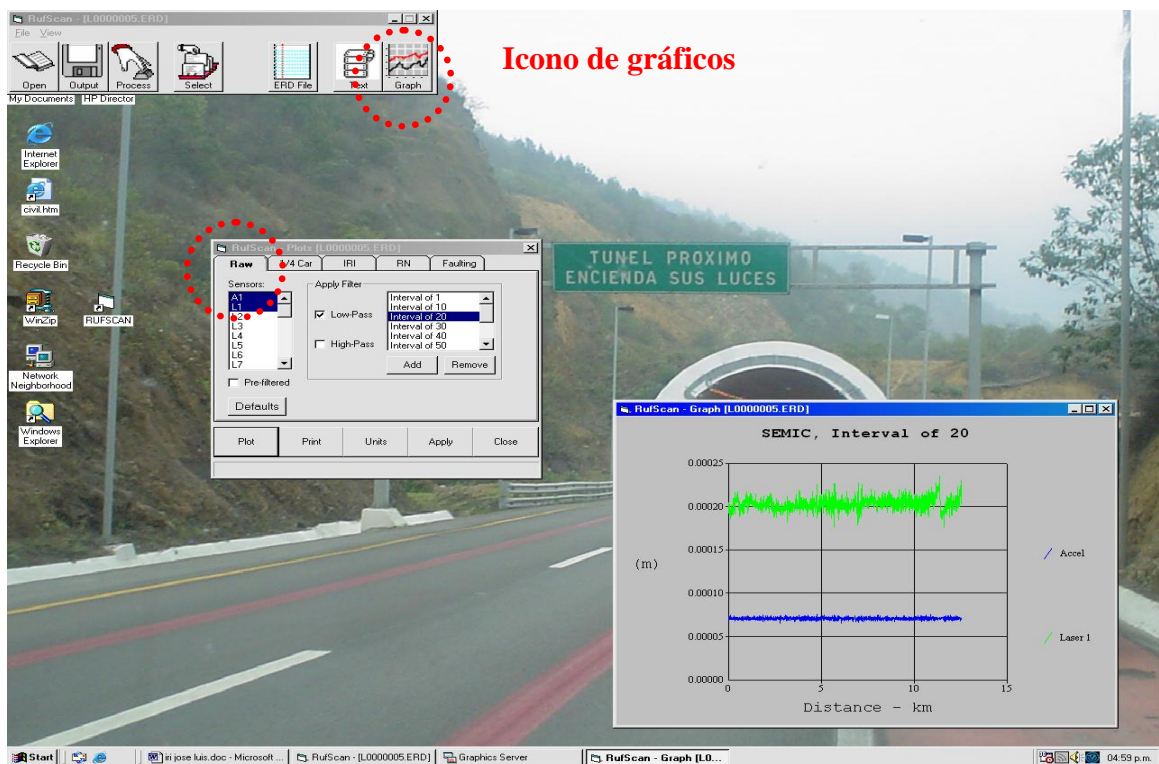 RufScan - [L0000005.ERD]
File View
Open Output Process Select ERD File Text Graph
Icono de gráficos
My Documents HP Director
Internet
Explorer
civil.htm
Recycle Bin
WinZip RUFSCAN
Network
Neighborhood
Windows
Explorer
TUNEL PROXIMO
ENCIENDA SUS LUCES
RufScan - Plots [L0000005.ERD]
Raw 1/4 Car IRI RN Faulting
Sensors:
A1
L1
L2
L3
L4
L5
L6
L7
Pre-filtered
Defaults
Apply Filter
Low-Pass
High-Pass
Interval of 1
Interval of 10
Interval of 20
Interval of 30
Interval of 40
Interval of 50
Add Remove
Plot Print Units Apply Close
RufScan - Graph [L0000005.ERD]
SEMIC, Interval of 20
0.00025
0.00020
0.00015
(m)
0.00010
0.00005
0.00000
0 5 10 15
Distance - km
Accel
Laser 1
Start iri jose luis.doc - Microsoft ... RufScan - [L0000005.ERD] Graphics Server RufScan - Graph [L0... 04:59 p.m.